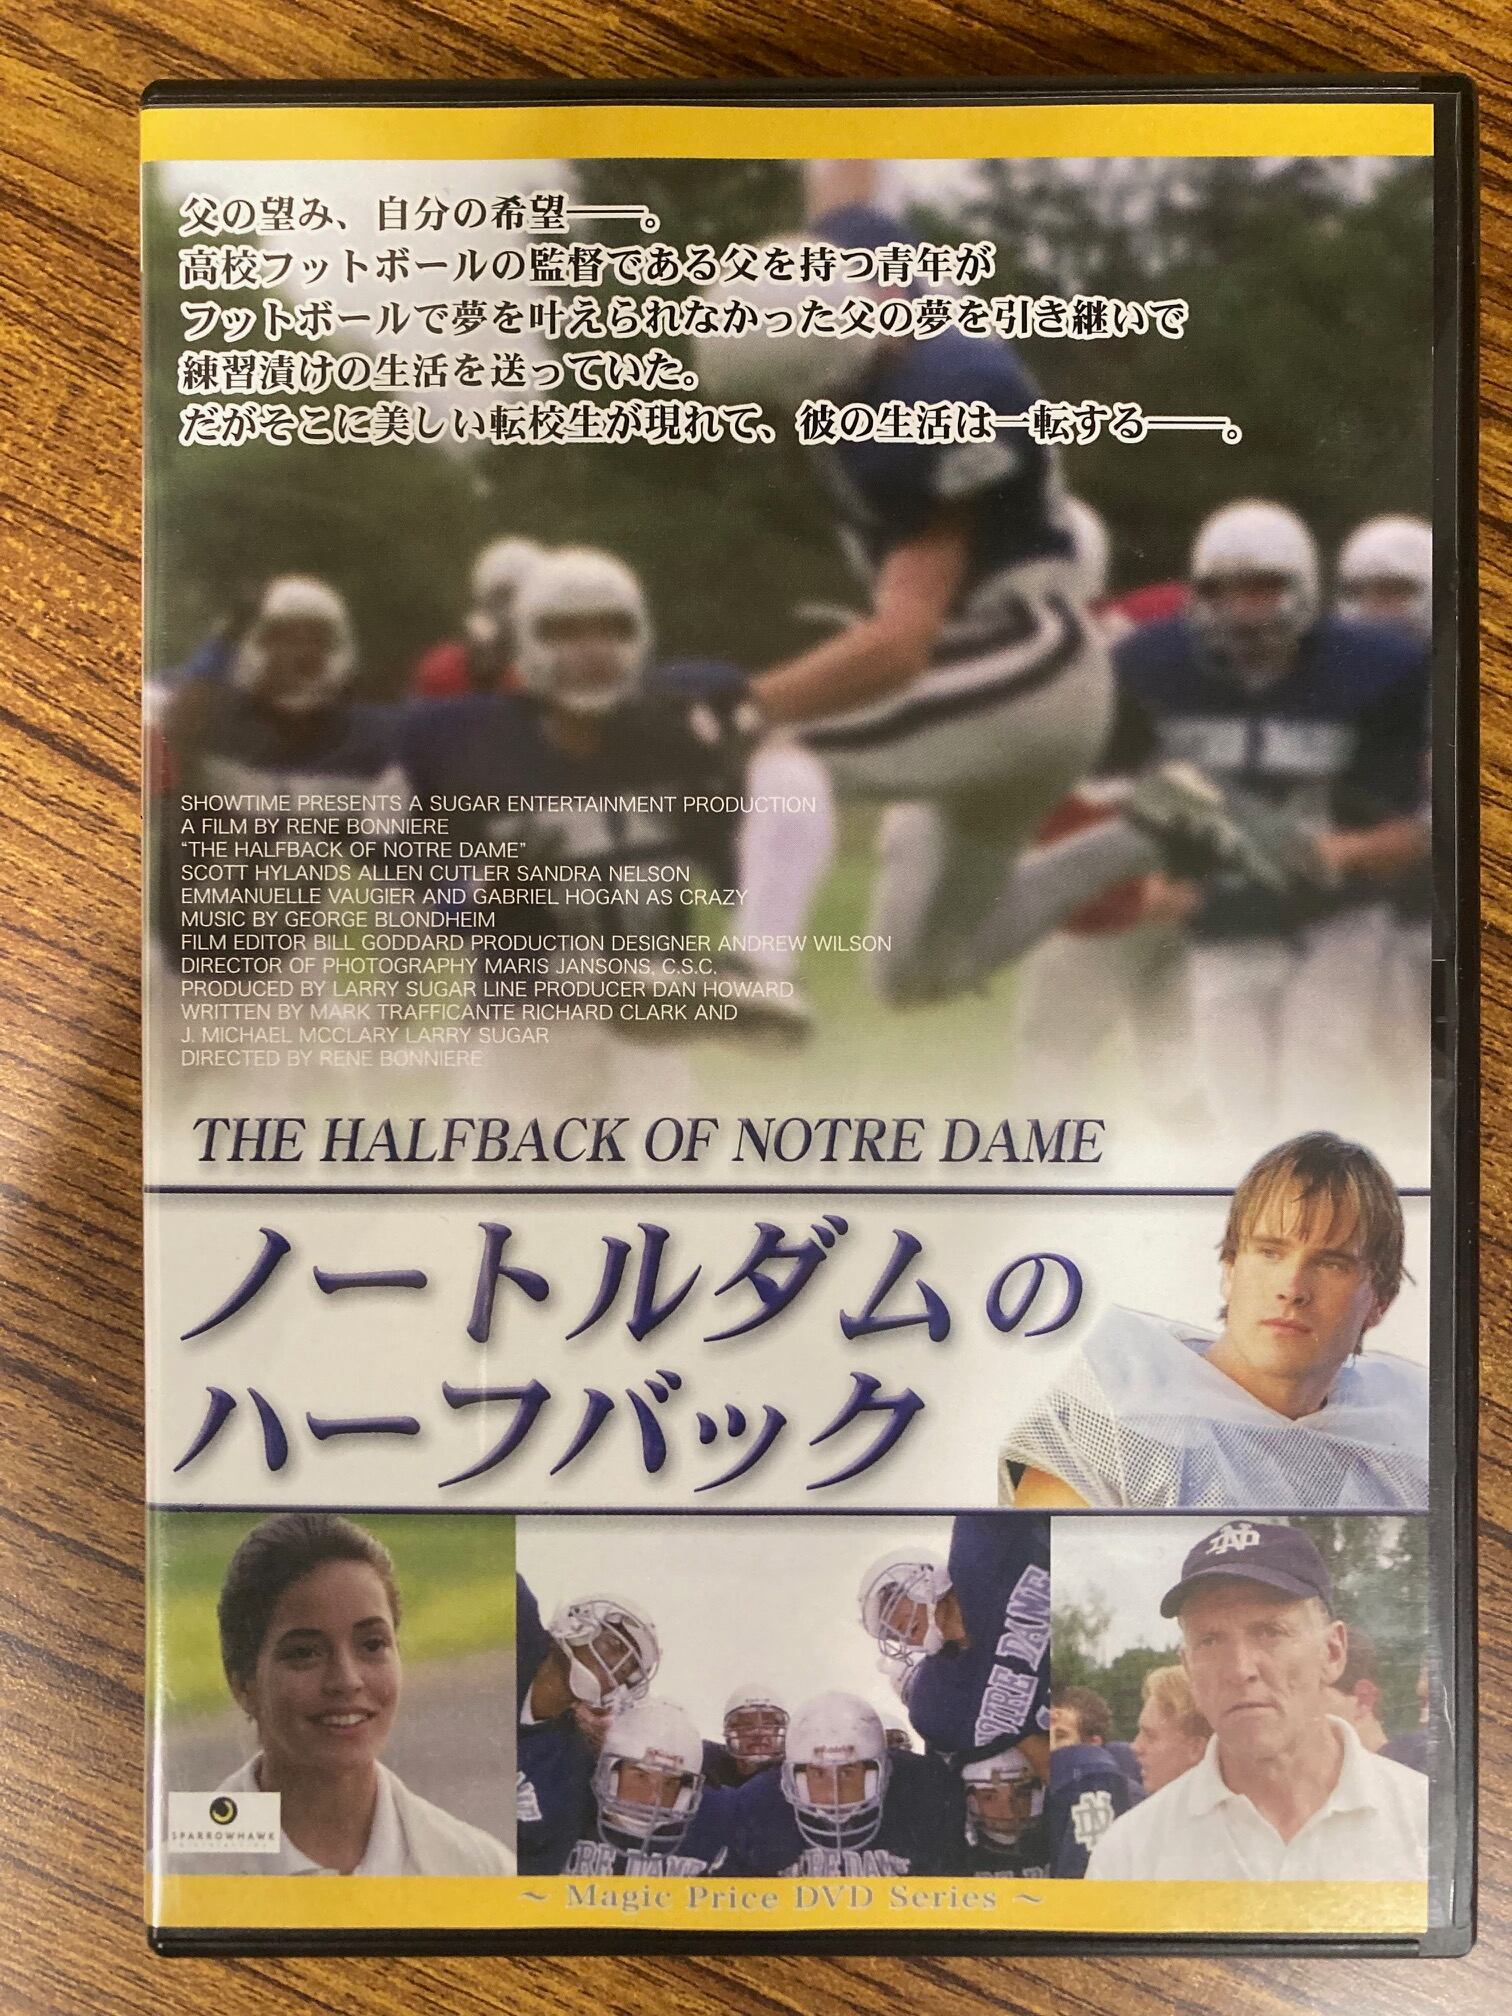 父の望み、自分の希望――。
高校フットボールの監督である父を持つ青年が
フットボールで夢を叶えられなかった父の夢を引き継いで
練習漬けの生活を送っていた。
だがそこに美しい転校生が現れて、彼の生活は一転する――。
SHOWTIME PRESENTS A SUGAR ENTERTAINMENT PRODUCTION
A FILM BY RENE BONNIERE
“THE HALFBACK OF NOTRE DAME”
SCOTT HYLANDS ALLEN CUTLER SANDRA NELSON
EMMANUELLE VAUGIER AND GABRIEL HOGAN AS CRAZY
MUSIC BY GEORGE BLONDHEIM
FILM EDITOR BILL GODDARD PRODUCTION DESIGNER ANDREW WILSON
DIRECTOR OF PHOTOGRAPHY MARIS JANSONS, C.S.C.
PRODUCED BY LARRY SUGAR LINE PRODUCER DAN HOWARD
WRITTEN BY MARK TRAFFICANTE RICHARD CLARK AND
J. MICHAEL MCCLARY LARRY SUGAR
DIRECTED BY RENE BONNIERE
THE HALFBACK OF NOTRE DAME
ノートルダムの
ハーフバック
ND
SPARROWHAWK
~ Magic Price DVD Series ~